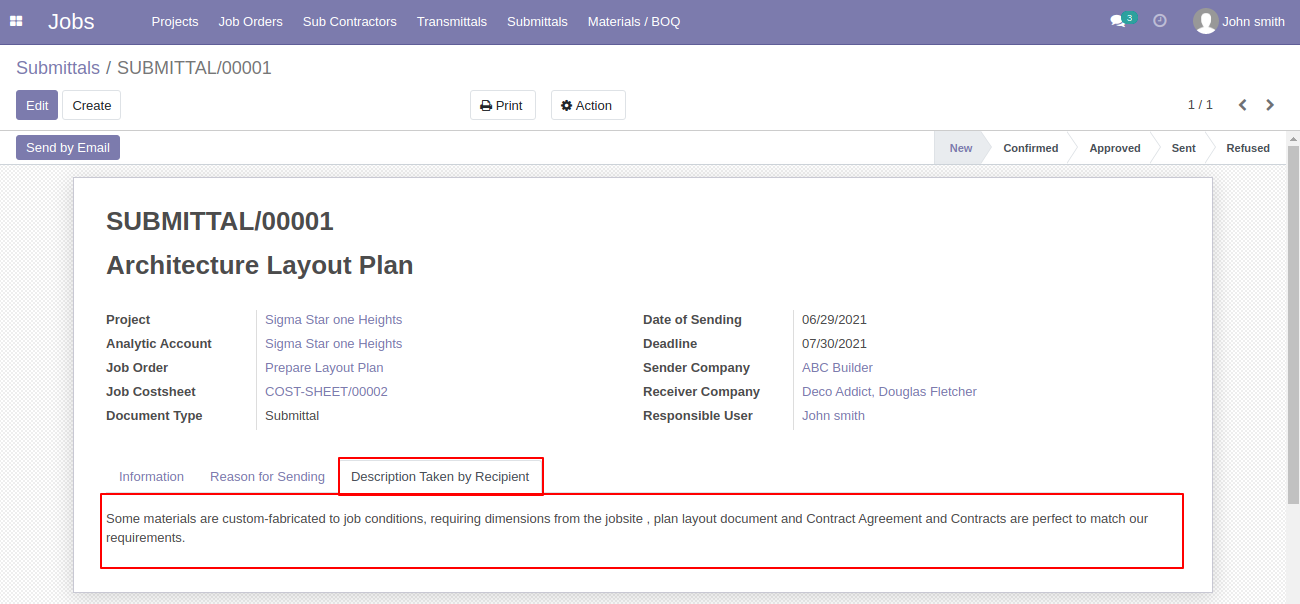 Jobs Projects Job Orders Sub Contractors Transmittals Submittals Materials / BOQ 3 John smith
Submittals / SUBMITTAL/00001
Edit Create Print Action 1 / 1
Send by Email New Confirmed Approved Sent Refused
SUBMITTAL/00001
Architecture Layout Plan
Project Sigma Star one Heights Date of Sending 06/29/2021
Analytic Account Sigma Star one Heights Deadline 07/30/2021
Job Order Prepare Layout Plan Sender Company ABC Builder
Job Costsheet COST-SHEET/00002 Receiver Company Deco Addict, Douglas Fletcher
Document Type Submittal Responsible User John smith
Information Reason for Sending Description Taken by Recipient
Some materials are custom-fabricated to job conditions, requiring dimensions from the jobsite , plan layout document and Contract Agreement and Contracts are perfect to match our
requirements.